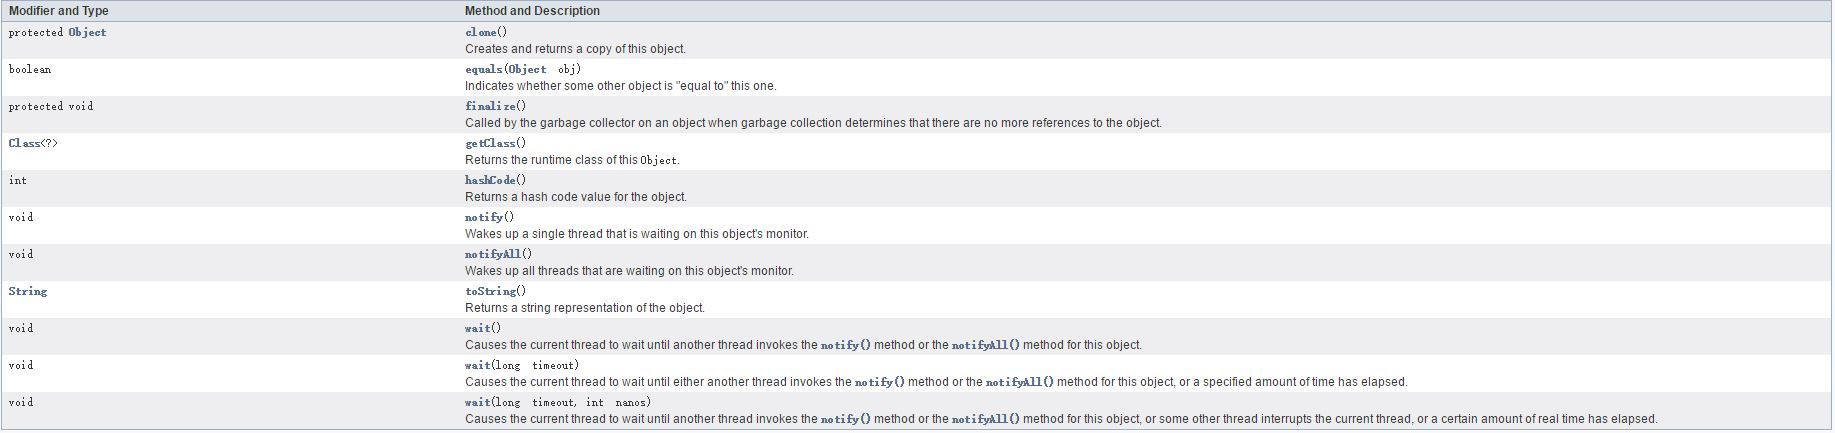 Modifier and Type Method and Description
protected Object clone()
Creates and returns a copy of this object.
boolean equals(Object obj)
Indicates whether some other object is "equal to" this one.
protected void finalize()
Called by the garbage collector on an object when garbage collection determines that there are no more references to the object.
Class<?> getClass()
Returns the runtime class of this Object.
int hashCode()
Returns a hash code value for the object.
void notify()
Wakes up a single thread that is waiting on this object's monitor.
void notifyAll()
Wakes up all threads that are waiting on this object's monitor.
String toString()
Returns a string representation of the object.
void wait()
Causes the current thread to wait until another thread invokes the notify() method or the notifyAll() method for this object.
void wait(long timeout)
Causes the current thread to wait until either another thread invokes the notify() method or the notifyAll() method for this object, or a specified amount of time has elapsed.
void wait(long timeout, int nanos)
Causes the current thread to wait until another thread invokes the notify() method or the notifyAll() method for this object, or some other thread interrupts the current thread, or a certain amount of real time has elapsed.